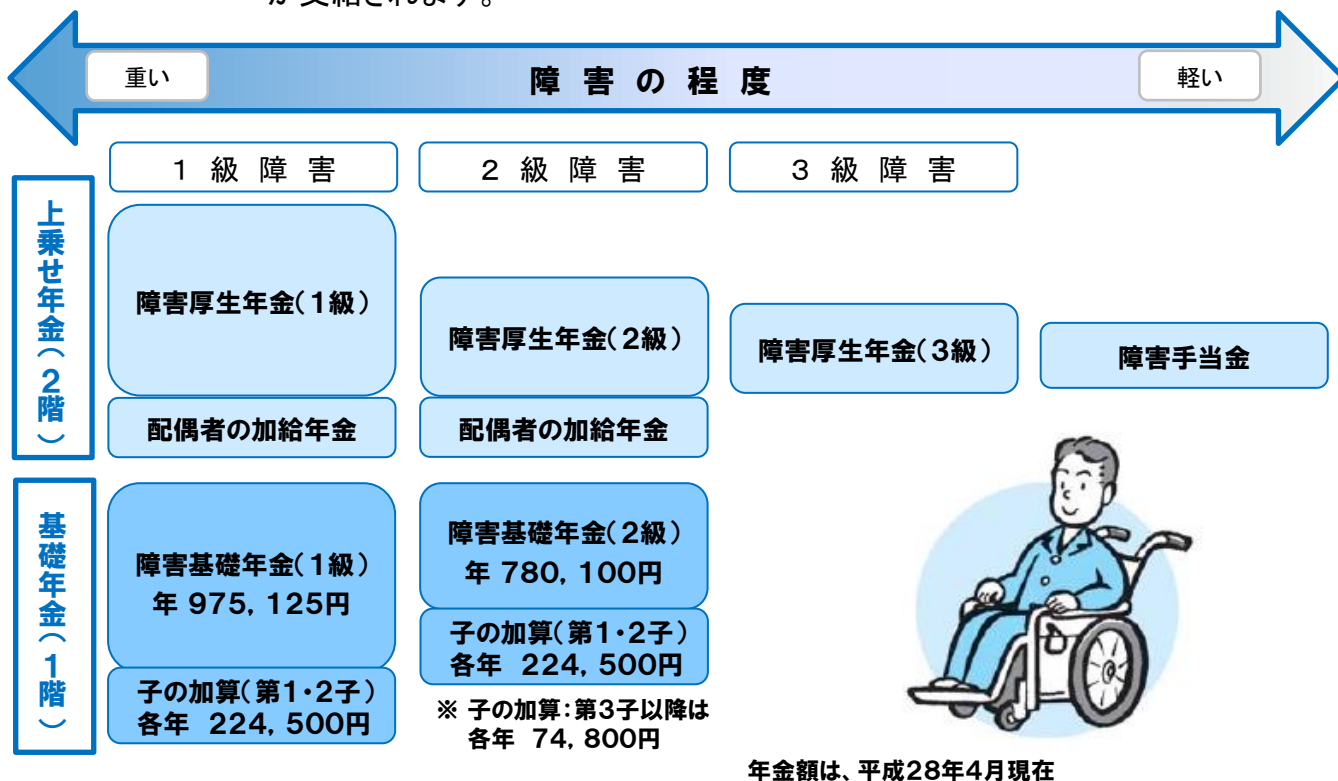 が支給されます。
重い
障害の程度
軽い
1級障害
2級障害
3級障害
上乗せ年金(2階)
障害厚生年金(1級)
障害厚生年金(2級)
障害厚生年金(3級)
障害手当金
配偶者の加給年金
配偶者の加給年金
基礎年金(1階)
障害基礎年金(1級)
年 975,125円
子の加算(第1・2子)
各年 224,500円
障害基礎年金(2級)
年 780,100円
子の加算(第1・2子)
各年 224,500円
※ 子の加算:第3子以降は
各年 74,800円
年金額は、平成28年4月現在